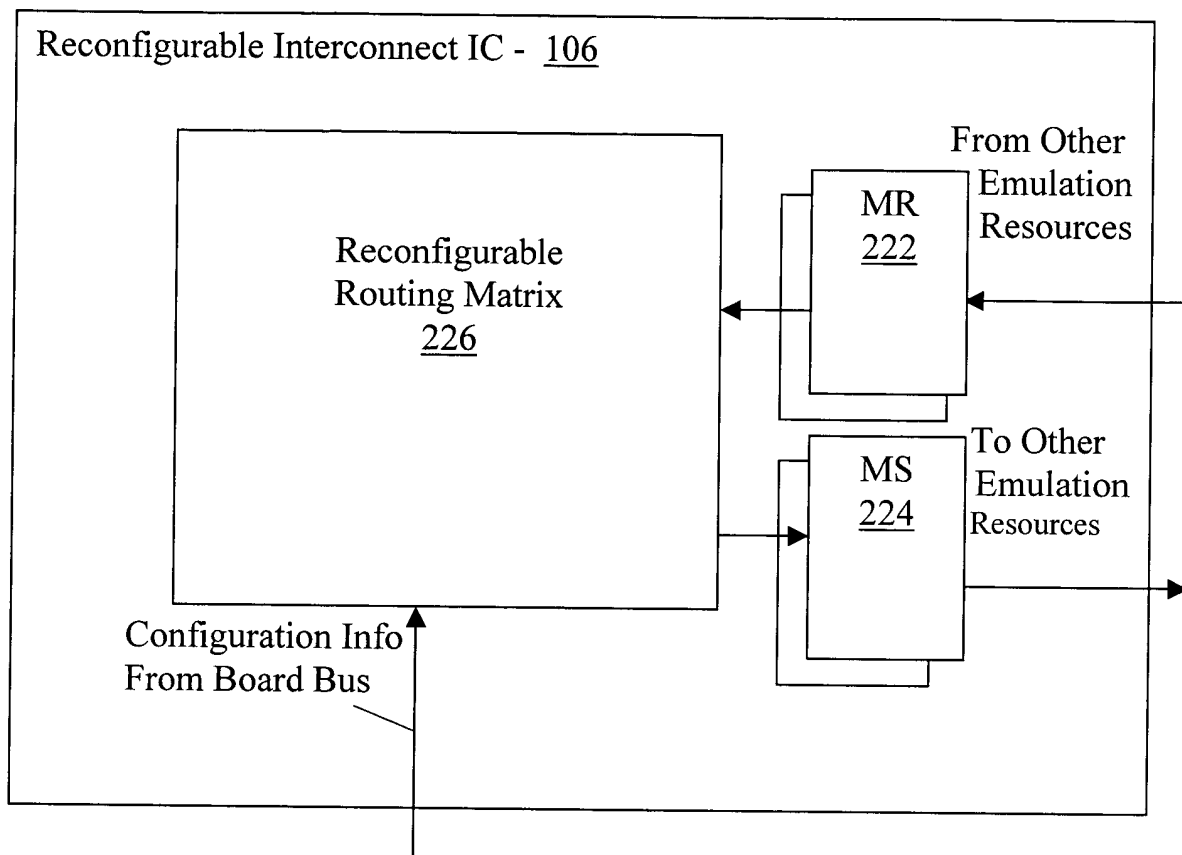 Reconfigurable Interconnect IC - 106
From Other
Emulation
Resources
MR
222
Reconfigurable
Routing Matrix
226
To Other
Emulation
Resources
MS
224
Configuration Info
From Board Bus